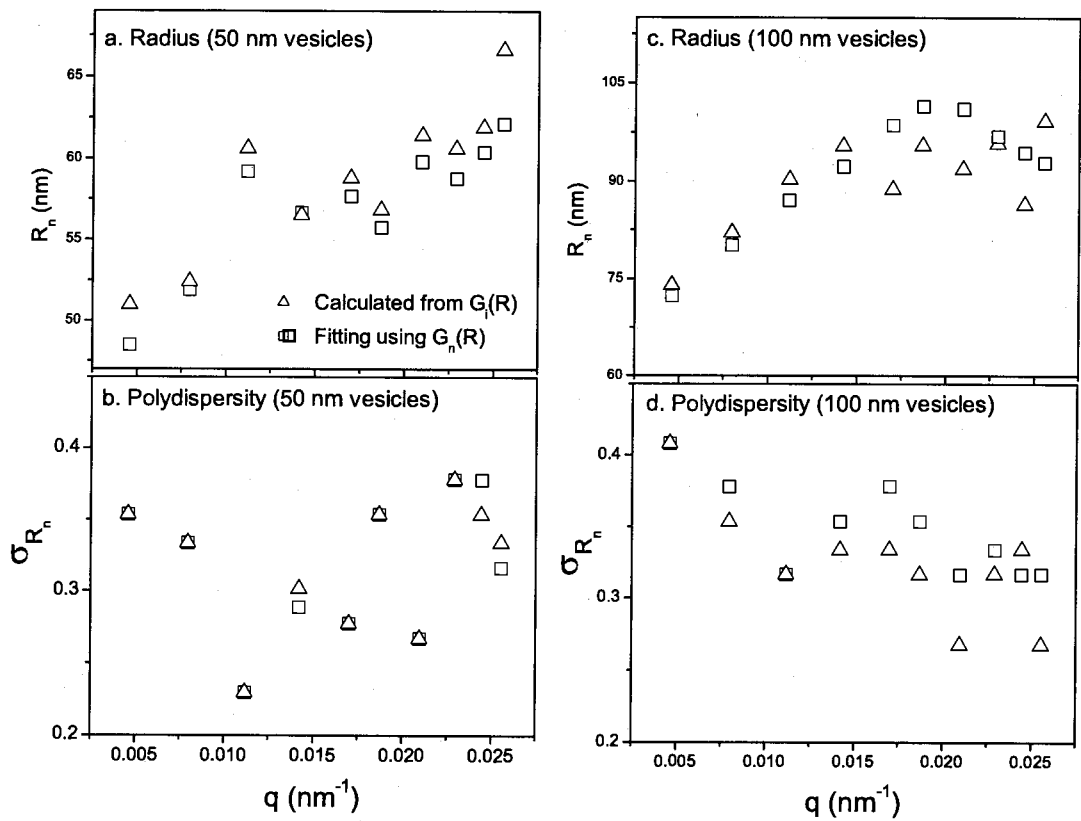 a. Radius (50 nm vesicles)
65
60
55
50
R_n (nm)
Calculated from G_i(R)
Fitting using G_n(R)
b. Polydispersity (50 nm vesicles)
0.4
0.3
0.2
σ_R_n
0.005 0.010 0.015 0.020 0.025
q (nm⁻¹)
c. Radius (100 nm vesicles)
105
90
75
60
R_n (nm)
d. Polydispersity (100 nm vesicles)
0.4
0.3
0.2
σ_R_n
0.005 0.010 0.015 0.020 0.025
q (nm⁻¹)